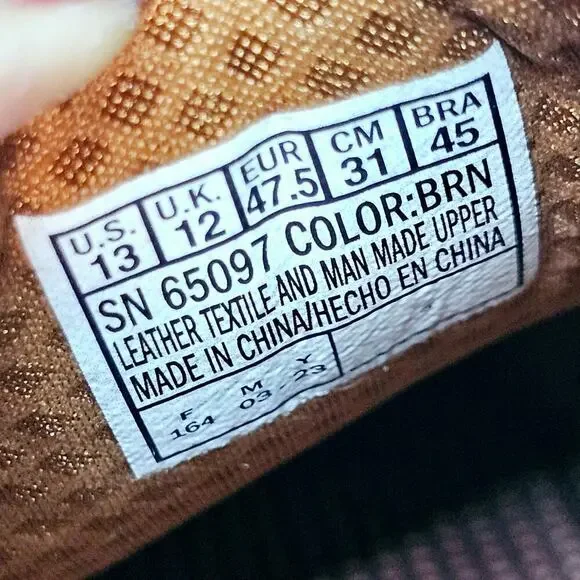 U.S. U.K. EUR CM BRA
13 12 47.5 31 45
SN 65097 COLOR:BRN
LEATHER TEXTILE AND MAN MADE UPPER
MADE IN CHINA/HECHO EN CHINA
F M Y
164 03 - 23